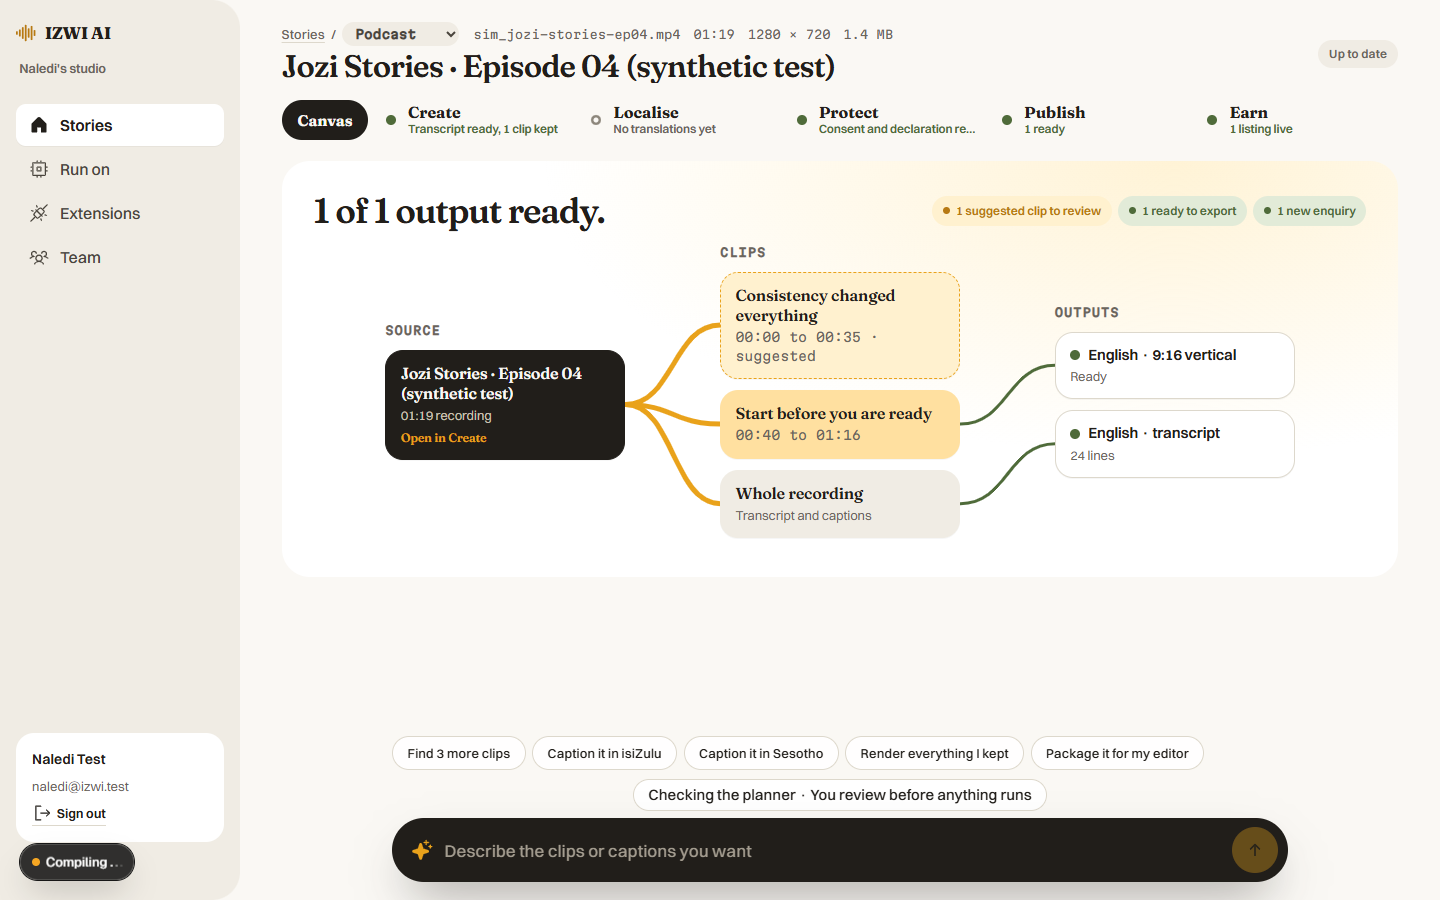 IZWI AI
Naledi's studio
Stories
Run on
Extensions
Team
Naledi Test
naledi@izwi.test
Sign out
Compiling ...
Stories / Podcast sim_jozi-stories-ep04.mp4 01:19 1280 × 720 1.4 MB
Jozi Stories · Episode 04 (synthetic test)
Up to date
Canvas
Create
Transcript ready, 1 clip kept
Localise
No translations yet
Protect
Consent and declaration re...
Publish
1 ready
Earn
1 listing live
1 of 1 output ready.
1 suggested clip to review
1 ready to export
1 new enquiry
SOURCE
Jozi Stories · Episode 04
(synthetic test)
01:19 recording
Open in Create
CLIPS
Consistency changed
everything
00:00 to 00:35 ·
suggested
Start before you are ready
00:40 to 01:16
Whole recording
Transcript and captions
OUTPUTS
English · 9:16 vertical
Ready
English · transcript
24 lines
Find 3 more clips
Caption it in isiZulu
Caption it in Sesotho
Render everything I kept
Package it for my editor
Checking the planner · You review before anything runs
Describe the clips or captions you want